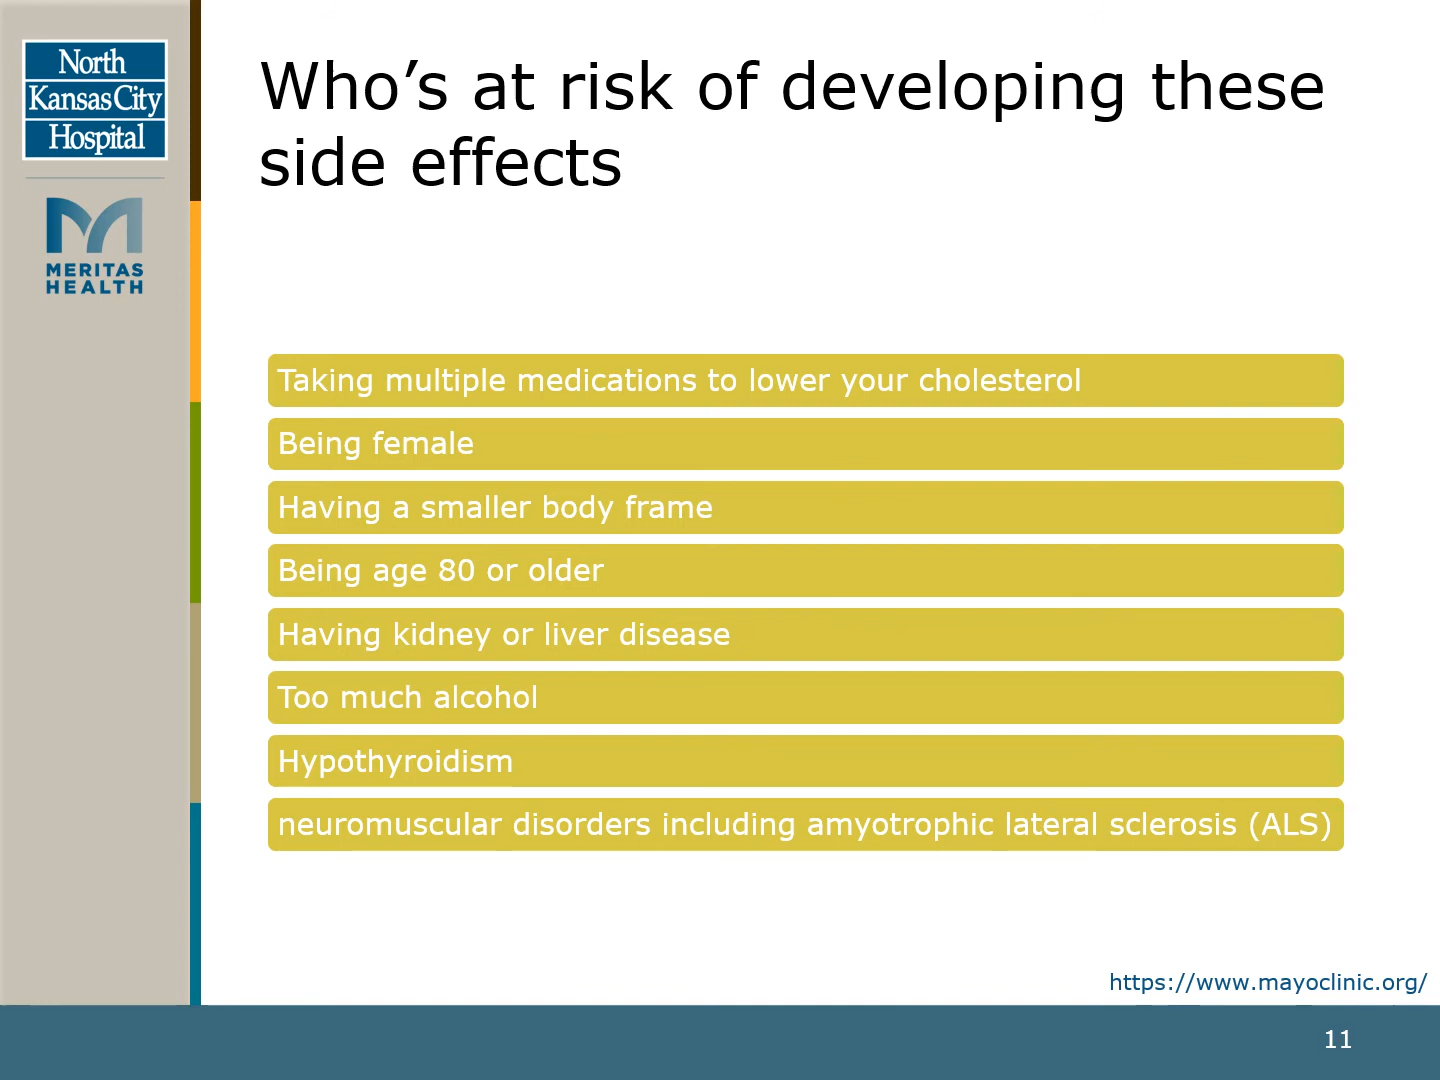 North
Kansas City
Hospital
MERITAS
HEALTH
Who’s at risk of developing these
side effects
Taking multiple medications to lower your cholesterol
Being female
Having a smaller body frame
Being age 80 or older
Having kidney or liver disease
Too much alcohol
Hypothyroidism
neuromuscular disorders including amyotrophic lateral sclerosis (ALS)
https://www.mayoclinic.org/
11